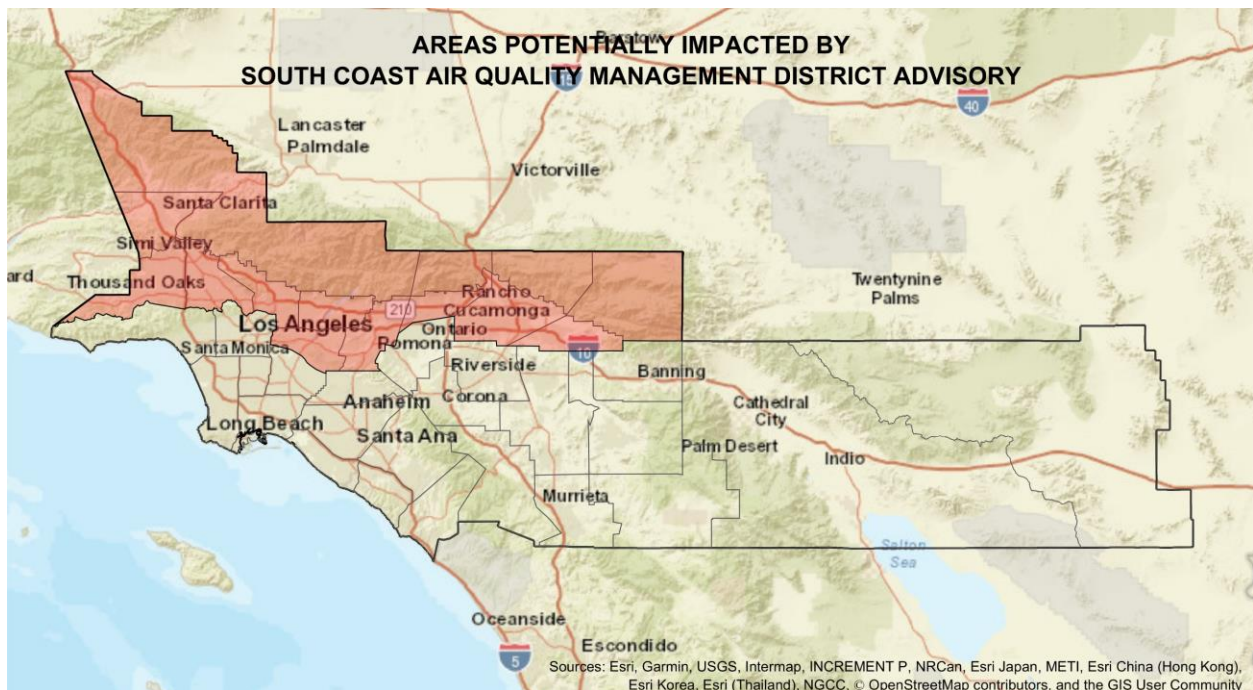 AREAS POTENTIALLY IMPACTED BY
SOUTH COAST AIR QUALITY MANAGEMENT DISTRICT ADVISORY
Barstow
15
40
Lancaster
Palmdale
Victorville
Santa Clarita
Simi Valley
ard
Thousand Oaks
Twentynine
Palms
Rancho
Cucamonga
210
Los Angeles
Ontario
Pomona
Santa Monica
10
Riverside
Banning
Corona
Anaheim
Cathedral
City
Long Beach
Santa Ana
Palm Desert
Indio
Murrieta
Salton
Sea
Oceanside
Escondido
5
Sources: Esri, Garmin, USGS, Intermap, INCREMENT P, NRCan, Esri Japan, METI, Esri China (Hong Kong),
Esri Korea, Esri (Thailand), NGCC, © OpenStreetMap contributors, and the GIS User Community